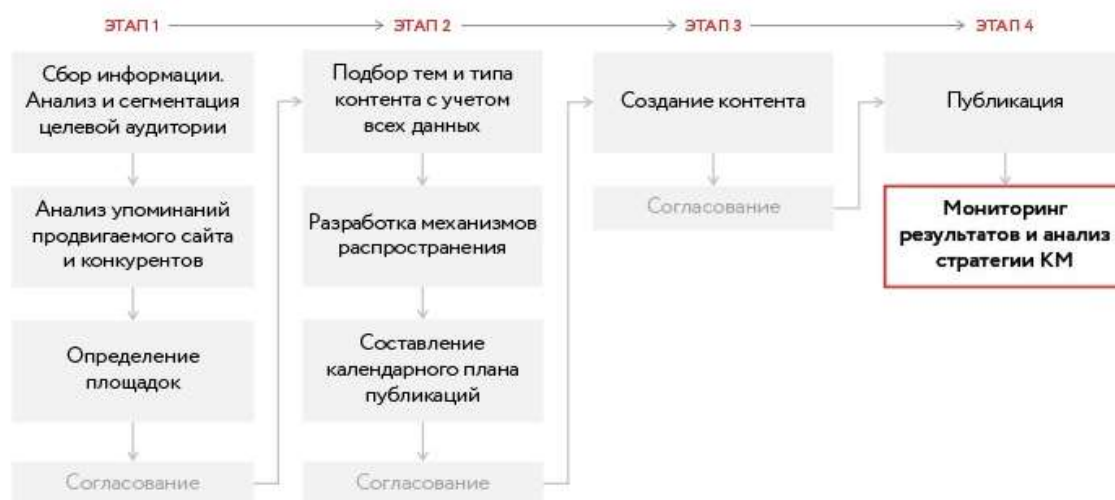 ЭТАП 1
ЭТАП 2
ЭТАП 3
ЭТАП 4
Сбор информации.
Анализ и сегментация
целевой аудитории
Анализ упоминаний
продвигаемого сайта
и конкурентов
Определение
площадок
Согласование
Подбор тем и типа
контента с учетом
всех данных
Разработка механизмов
распространения
Составление
календарного плана
публикаций
Согласование
Создание контента
Согласование
Публикация
Мониторинг
результатов и анализ
стратегии КМ